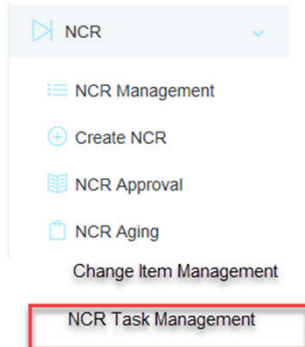 NCR
NCR Management
Create NCR
NCR Approval
NCR Aging
Change Item Management
NCR Task Management